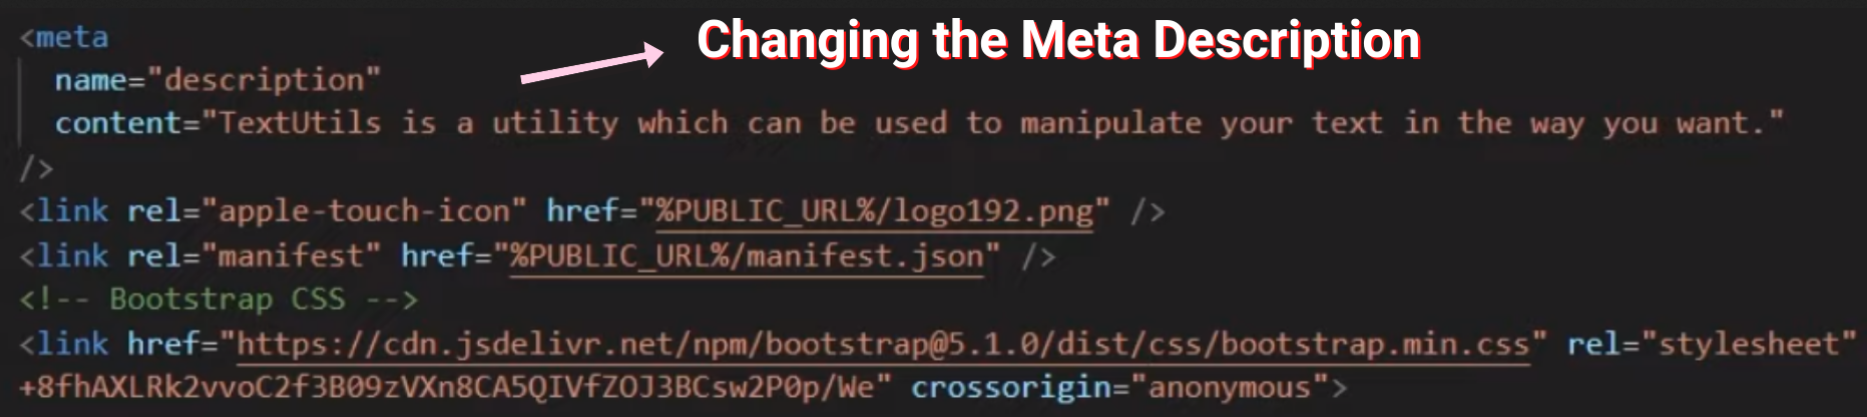 Changing the Meta Description
<meta
name="description"
content="TextUtils is a utility which can be used to manipulate your text in the way you want."
/>
<link rel="apple-touch-icon" href="%PUBLIC_URL%/logo192.png" />
<link rel="manifest" href="%PUBLIC_URL%/manifest.json" />
<!-- Bootstrap CSS -->
<link href="https://cdn.jsdelivr.net/npm/bootstrap@5.1.0/dist/css/bootstrap.min.css" rel="stylesheet"
+8fhAXLRk2vvoC2f3B09zVXn8CA5QIVfZOJ3BCsw2P0p/We" crossorigin="anonymous">